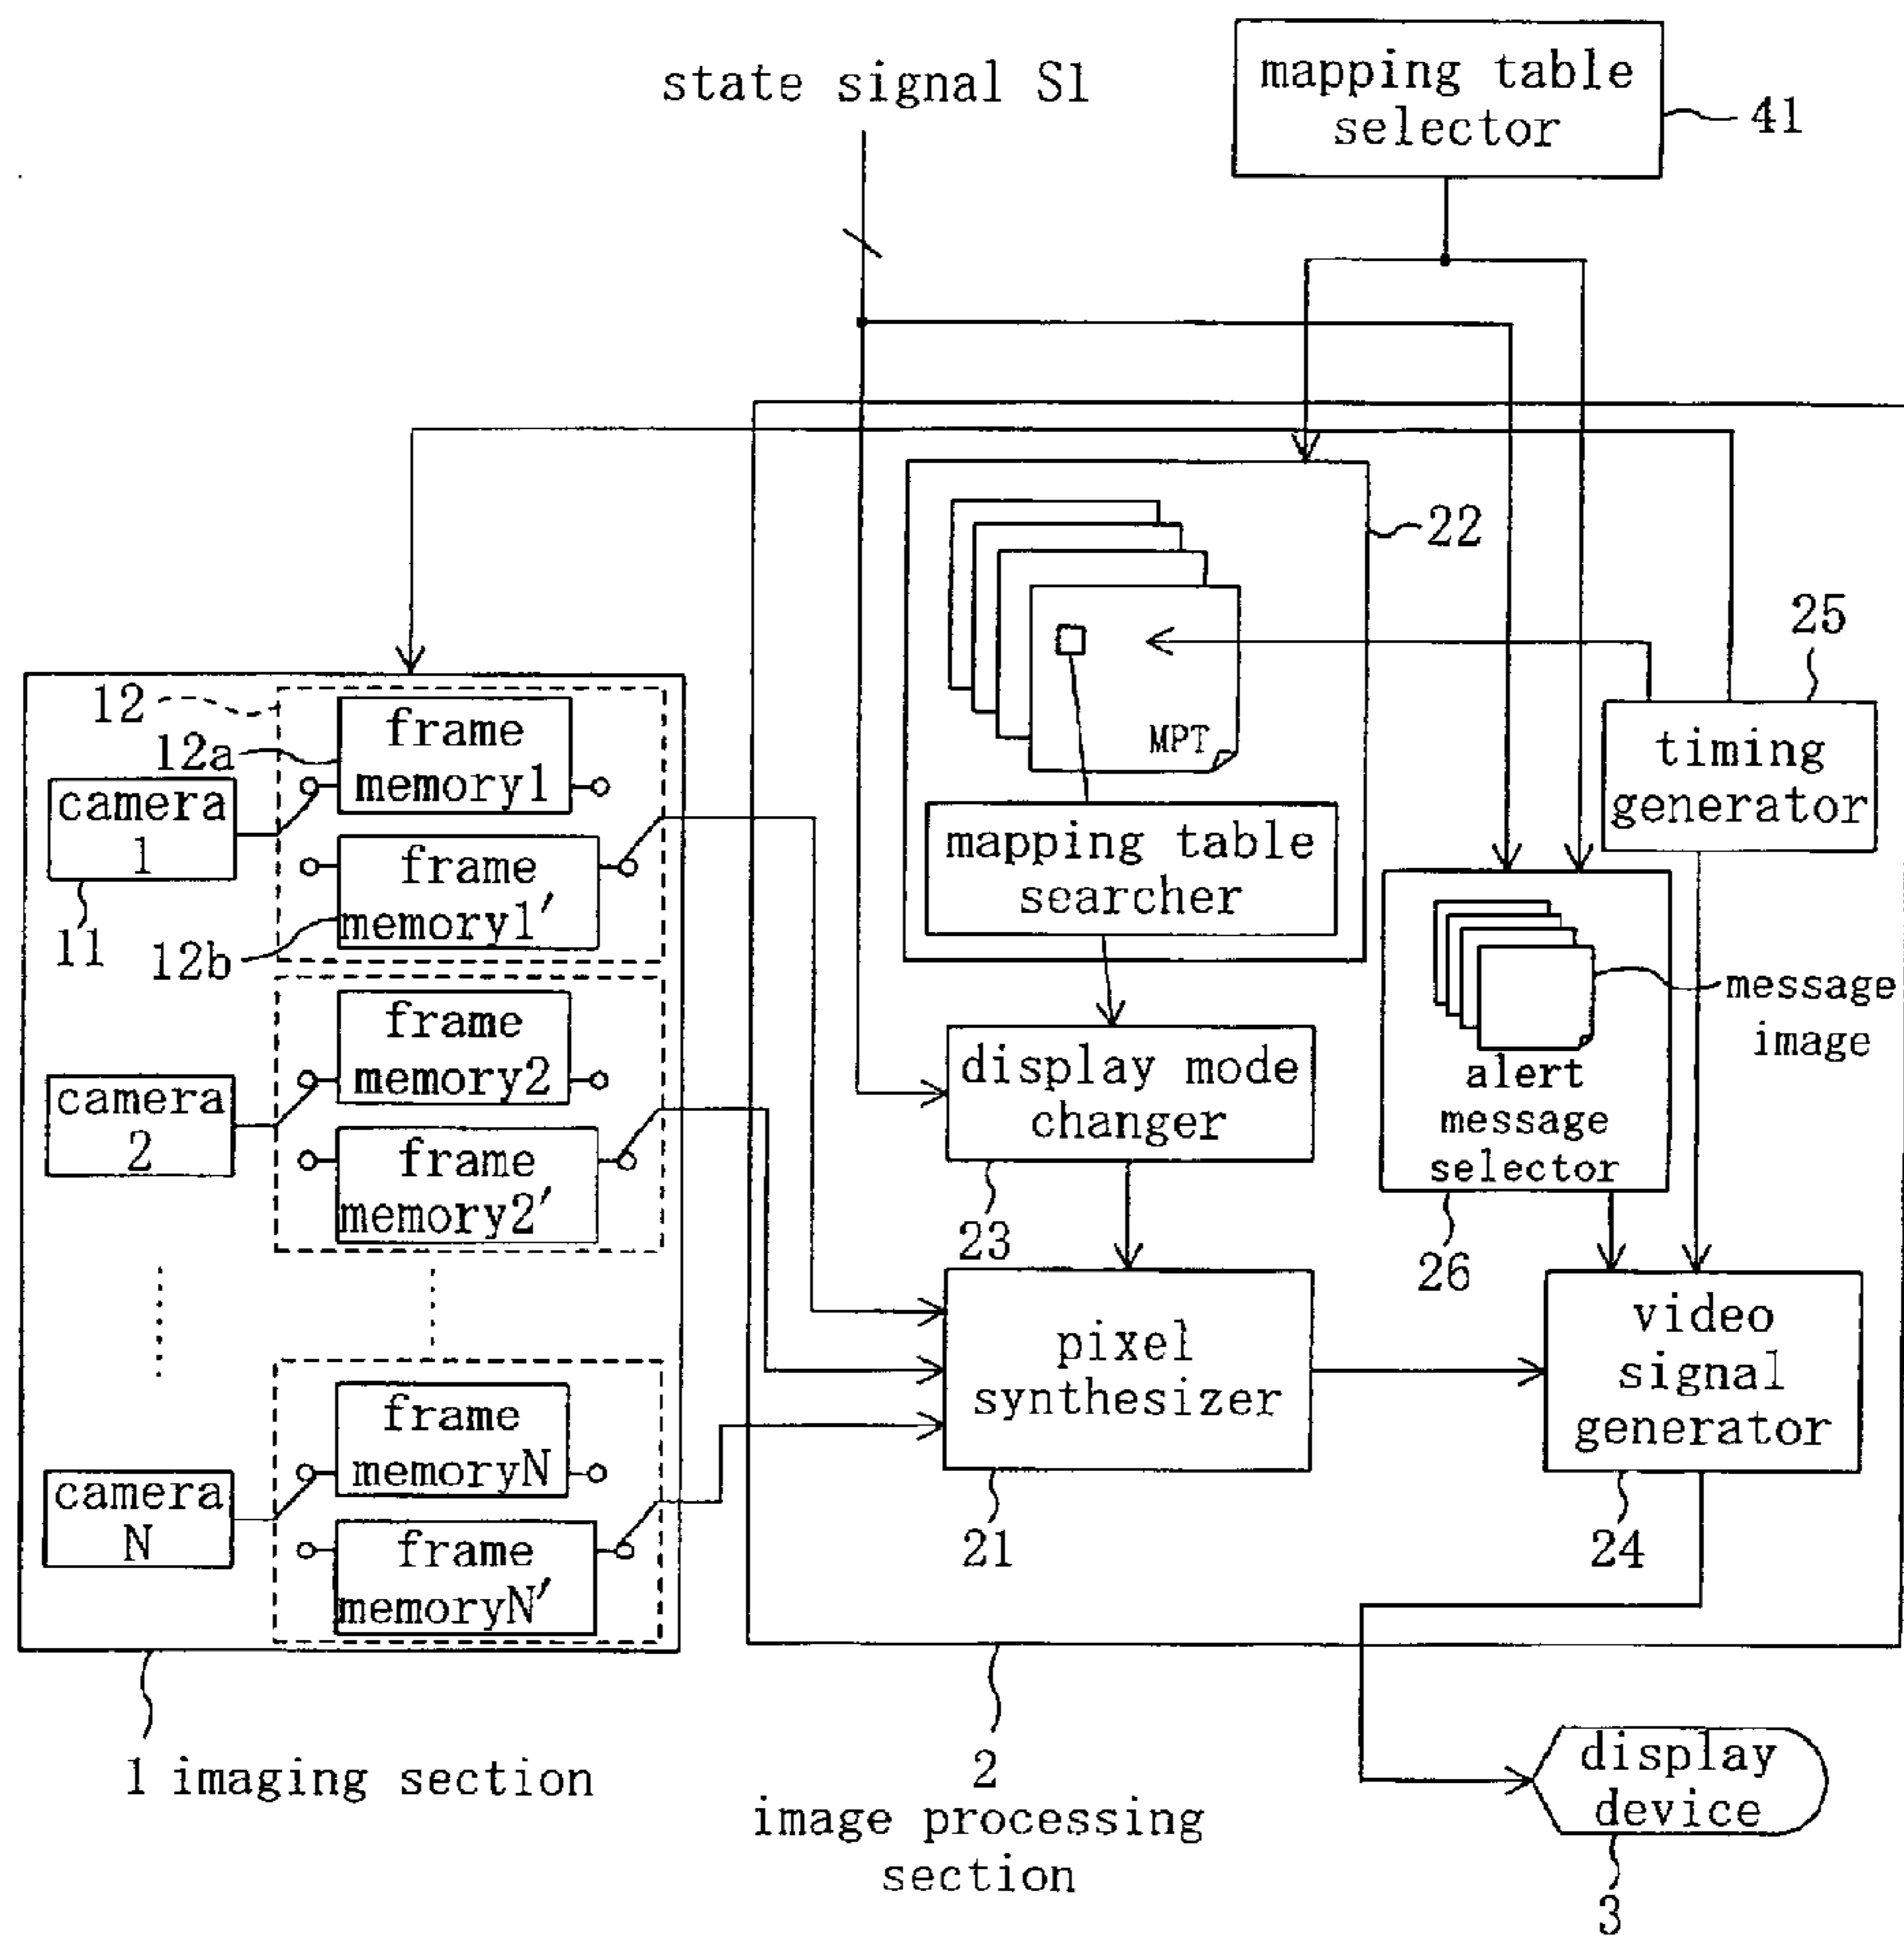 state signal S1
mapping table
selector
41
22
MPT
mapping table
searcher
25
timing
generator
12
12a
frame
memory1
camera
1
11
frame
memory1′
12b
frame
memory2
camera
2
frame
memory2′
frame
memoryN
camera
N
frame
memoryN′
message
image
alert
message
selector
26
display mode
changer
23
pixel
synthesizer
21
video
signal
generator
24
1 imaging section
2
image processing
section
display
device
3